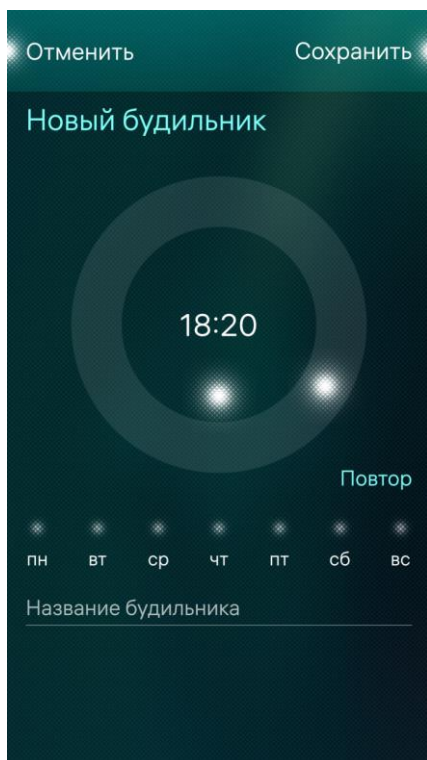 Отменить Сохранить
Новый будильник
18:20
Повтор
пн вт ср чт пт сб вс
Название будильника